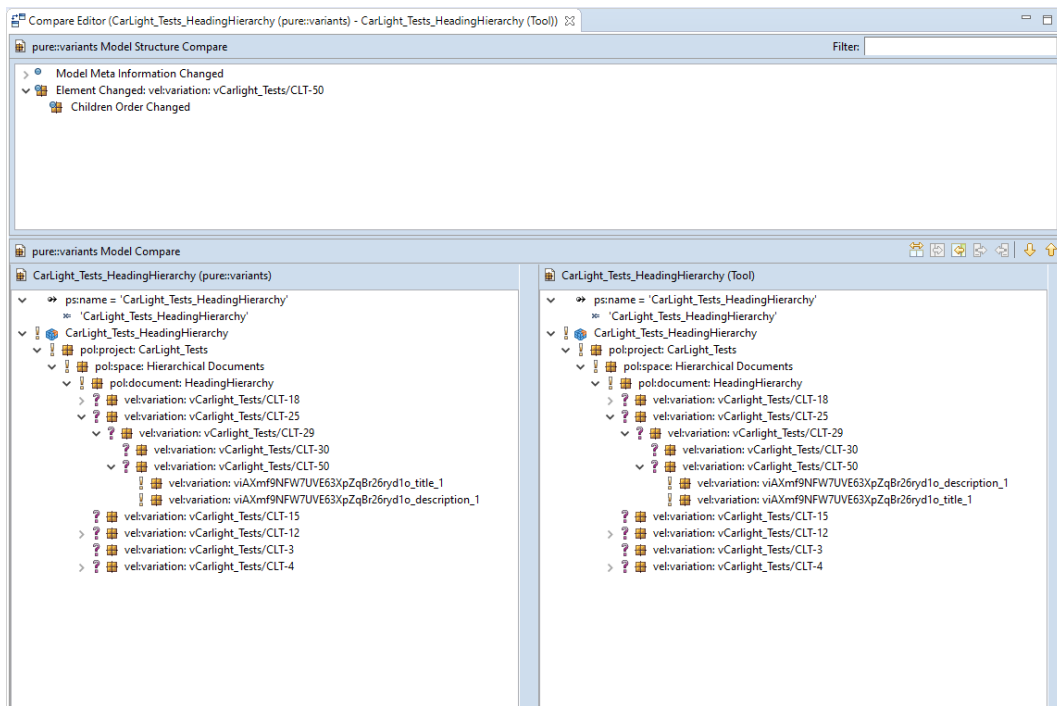 Compare Editor (CarLight_Tests_HeadingHierarchy (pure::variants) - CarLight_Tests_HeadingHierarchy (Tool))
pure::variants Model Structure Compare
Filter:
Model Meta Information Changed
Element Changed: vel:variation: vCarlight_Tests/CLT-50
Children Order Changed
pure::variants Model Compare
CarLight_Tests_HeadingHierarchy (pure::variants)
ps:name = 'CarLight_Tests_HeadingHierarchy'
'CarLight_Tests_HeadingHierarchy'
CarLight_Tests_HeadingHierarchy
pol:project: CarLight_Tests
pol:space: Hierarchical Documents
pol:document: HeadingHierarchy
vel:variation: vCarlight_Tests/CLT-18
vel:variation: vCarlight_Tests/CLT-25
vel:variation: vCarlight_Tests/CLT-29
vel:variation: vCarlight_Tests/CLT-30
vel:variation: vCarlight_Tests/CLT-50
vel:variation: viAXmf9NFW7UVE63XpZqBr26ryd1o_title_1
vel:variation: viAXmf9NFW7UVE63XpZqBr26ryd1o_description_1
vel:variation: vCarlight_Tests/CLT-15
vel:variation: vCarlight_Tests/CLT-12
vel:variation: vCarlight_Tests/CLT-3
vel:variation: vCarlight_Tests/CLT-4
CarLight_Tests_HeadingHierarchy (Tool)
ps:name = 'CarLight_Tests_HeadingHierarchy'
'CarLight_Tests_HeadingHierarchy'
CarLight_Tests_HeadingHierarchy
pol:project: CarLight_Tests
pol:space: Hierarchical Documents
pol:document: HeadingHierarchy
vel:variation: vCarlight_Tests/CLT-18
vel:variation: vCarlight_Tests/CLT-25
vel:variation: vCarlight_Tests/CLT-29
vel:variation: vCarlight_Tests/CLT-30
vel:variation: vCarlight_Tests/CLT-50
vel:variation: viAXmf9NFW7UVE63XpZqBr26ryd1o_description_1
vel:variation: viAXmf9NFW7UVE63XpZqBr26ryd1o_title_1
vel:variation: vCarlight_Tests/CLT-15
vel:variation: vCarlight_Tests/CLT-12
vel:variation: vCarlight_Tests/CLT-3
vel:variation: vCarlight_Tests/CLT-4